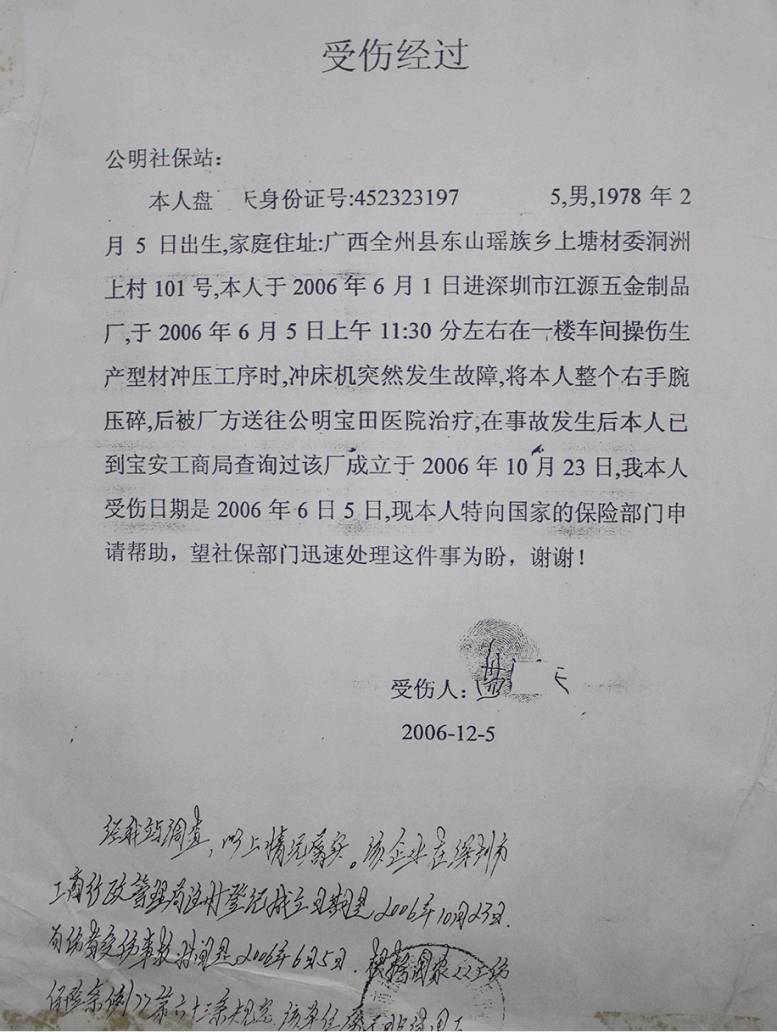 受伤经过
公明社保站：
本人盘 天身份证号:452323197 5,男,1978 年 2
月 5 日出生,家庭住址:广西全州县东山瑶族乡上塘材委洞洲
上村 101 号,本人于 2006 年 6 月 1 日进深圳市江源五金制品
厂,于 2006 年 6 月 5 日上午 11:30 分左右在一楼车间操伤生
产型材冲压工序时,冲床机突然发生故障,将本人整个右手腕
压碎,后被厂方送往公明宝田医院治疗,在事故发生后本人已
到宝安工商局查询过该厂成立于 2006 年 10 月 23 日,我本人
受伤日期是 2006 年 6 日 5 日,现本人特向国家的保险部门申
请帮助，望社保部门迅速处理这件事为盼，谢谢！
受伤人：盘 天
2006-12-5
经我站调查，以上情况属实。该企业在深圳市
工商行政管理局注册登记成立日期是2006年10月23日.
而伤者受伤事故时间是2006年6月5日.根据国家《工伤
保险条例》第六十三条规定,该单位属